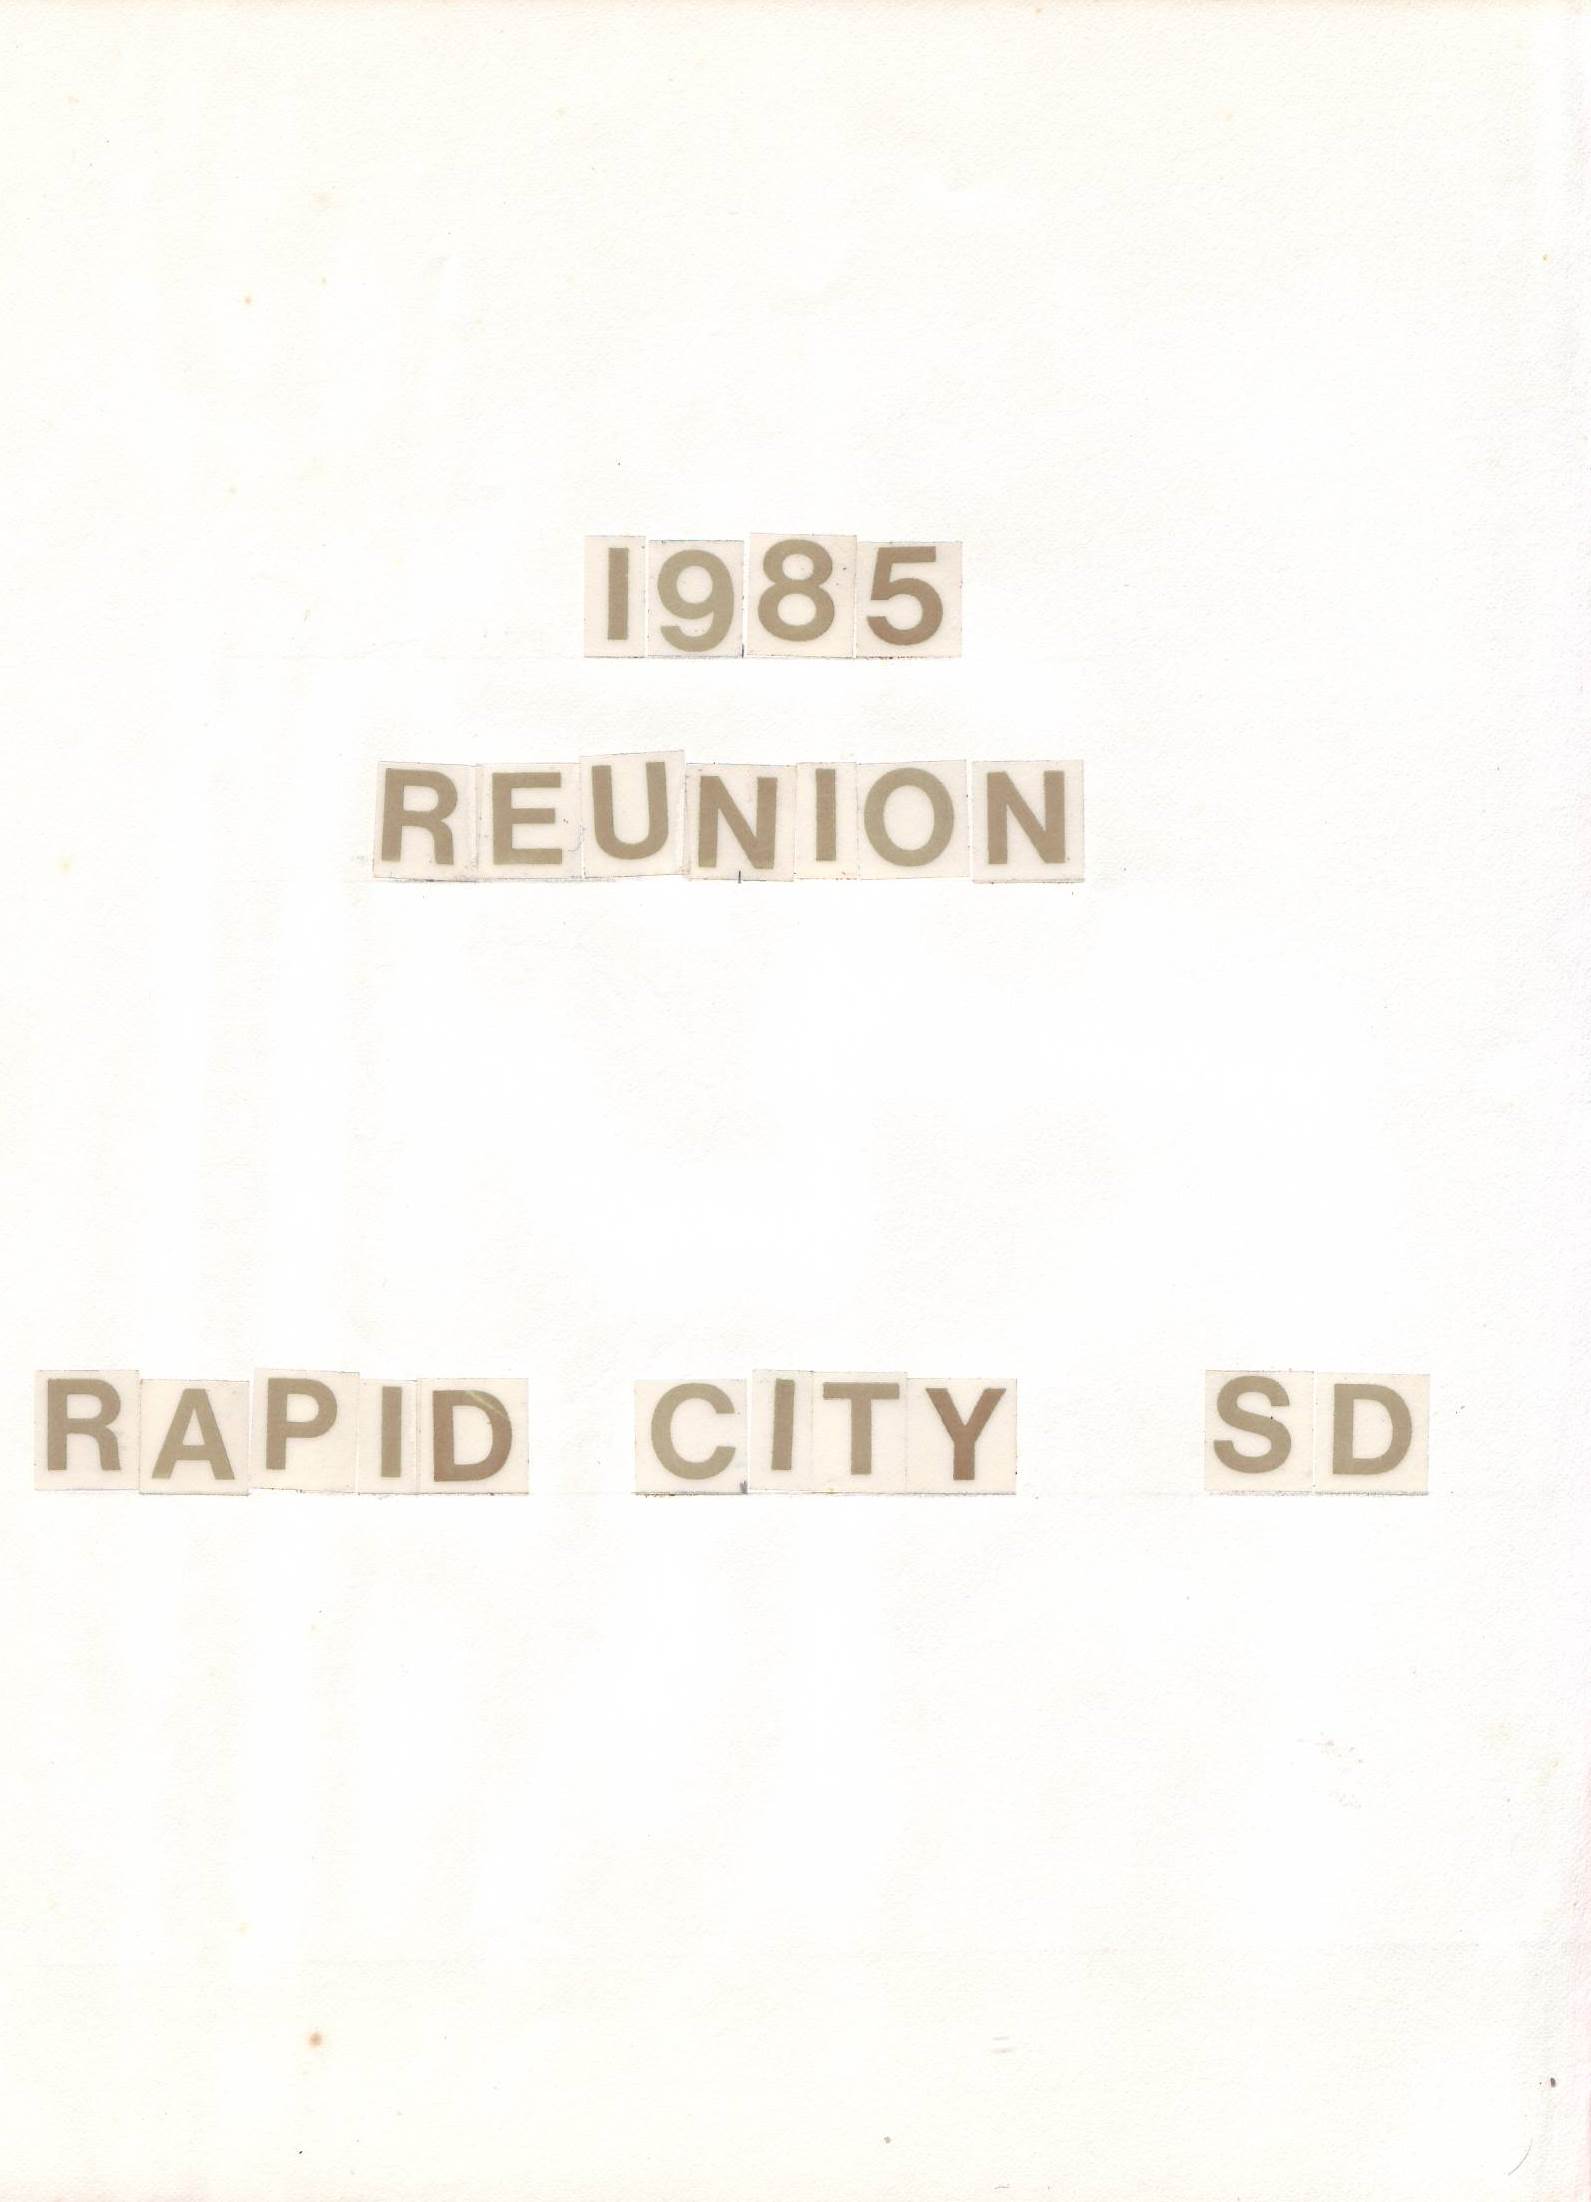 1985
REUNION
RAPID CITY SD